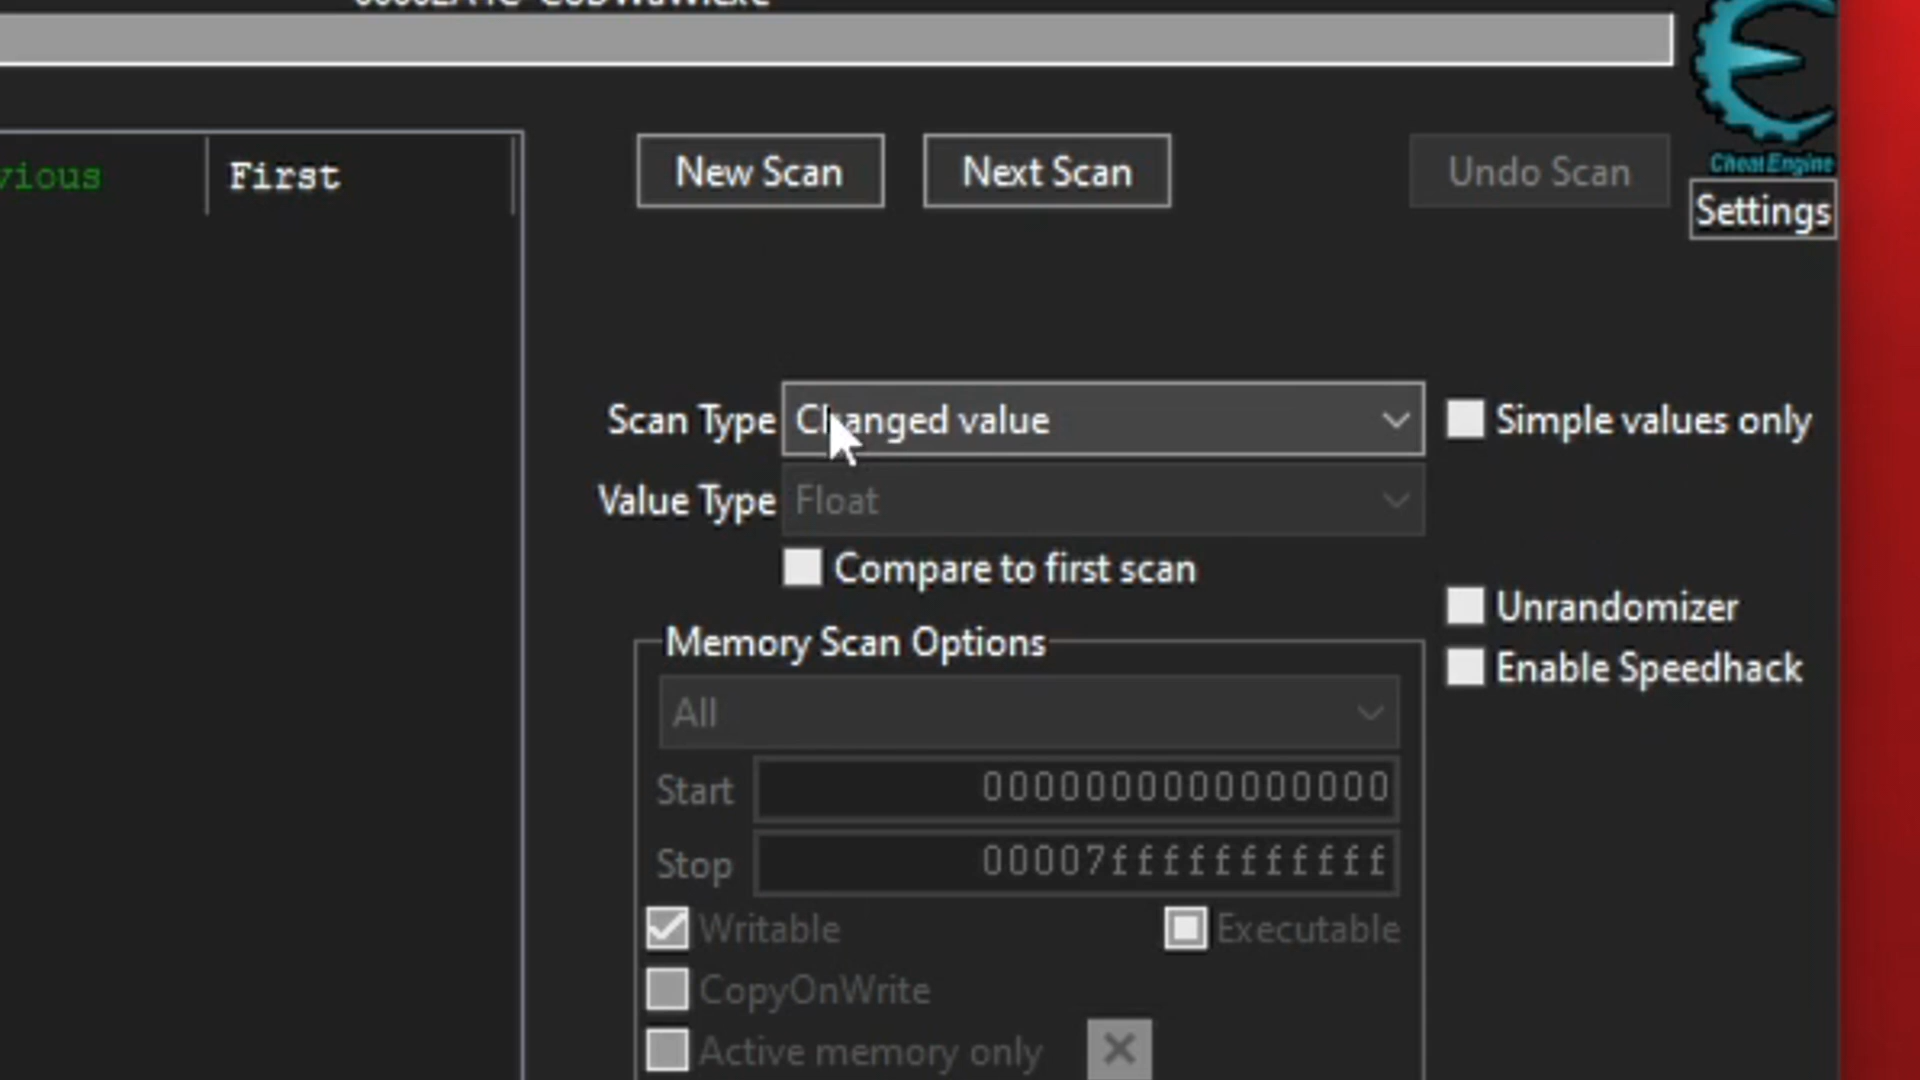 First
New Scan
Next Scan
Undo Scan
Cheat Engine
Settings
Scan Type
Changed value
Simple values only
Value Type
Float
Compare to first scan
Unrandomizer
Memory Scan Options
Enable Speedhack
All
Start
0000000000000000
Stop
00007fffffffffff
Writable
Executable
CopyOnWrite
Active memory only